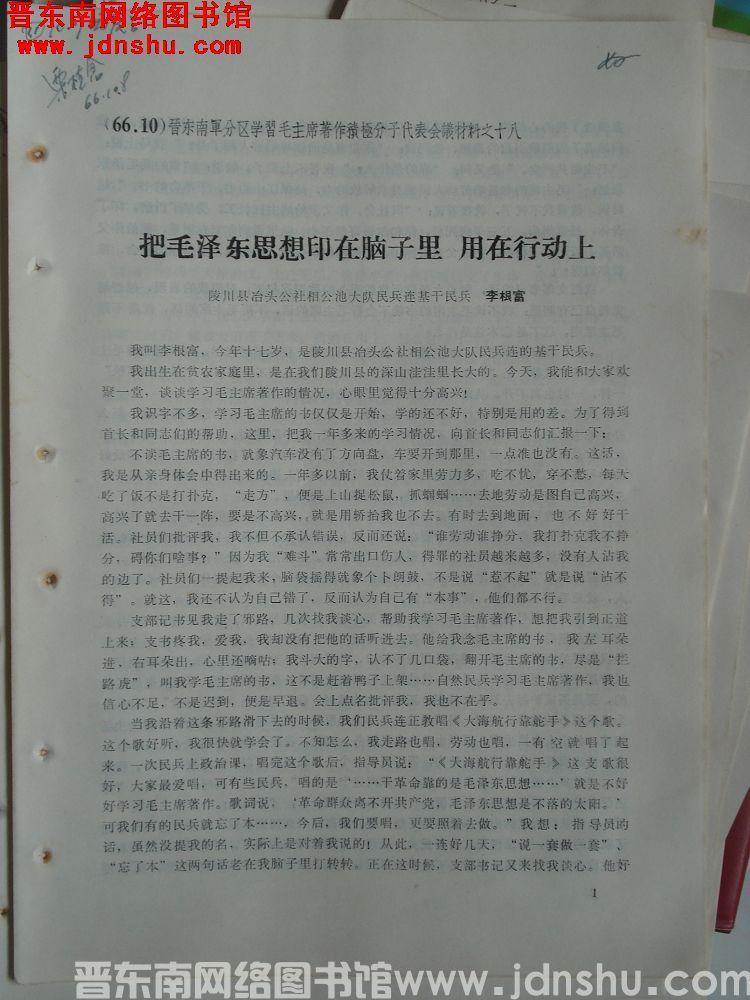 晋东南网络图书馆
www.jdnshu.com
66.10.8
(66.10)晋东南軍分区学習毛主席著作積極分子代表会議材料之十八
把毛泽东思想印在脑子里 用在行动上
陵川县冶头公社相公池大队民兵连基干民兵 李根富
我叫李根富，今年十七岁，是陵川县冶头公社相公池大队民兵连的基干民兵。
我出生在贫农家庭里，是在我们陵川县的深山洼洼里长大的。今天，我能和大家欢
聚一堂，谈谈学习毛主席著作的情况，心眼里觉得十分高兴！
我识字不多，学习毛主席的书仅仅是开始，学的还不好，特别是用的差。为了得到
首长和同志们的帮助，这里，把我一年多来的学习情况，向首长和同志们汇报一下：
不读毛主席的书，就象汽车没有了方向盘，车要开到那里，一点准也没有。这活，
我是从亲身体会中得出来的。一年多以前，我仗着家里劳力多，吃不忧，穿不愁，每天
吃了饭不是打扑克，“走方”，便是上山捉松鼠，抓蝈蝈……去地劳动是图自己高兴，
高兴了就去干一阵，要是不高兴，就是用轿抬我也不去。有时去到地面，也不好好干
活。社员们批评我，我不但不承认错误，反而还说：“谁劳动谁挣分，我打扑克我不挣
分，碍你们啥事？”因为我“难斗”常常出口伤人，得罪的社员越来越多，没有人沾我
的边了。社员们一提起我来，脑袋摇得就象个卜朗鼓，不是说“惹不起”就是说“沾不
得”。就这，我还不认为自己错了，反而认为自己有“本事”，他们都不行。
支部记书见我走了邪路，几次找我谈心，帮助我学习毛主席著作，想把我引到正道
上来；支书疼我，爱我，我却没有把他的话听进去。他给我念毛主席的书，我左耳朵
进，右耳朵出，心里还嘀咕：我斗大的字，认不了几口袋，翻开毛主席的书，尽是“拦
路虎”，叫我学毛主席的书，这不是赶着鸭子上架……自然民兵学习毛主席著作，我也
信心不足，不是迟到，便是早退。会上点名批评我，我也不在乎。
当我沿着这条邪路滑下去的时候，我们民兵连正教唱《大海航行靠舵手》这个歌。
这个歌好听，我很快就学会了。不知怎么，我走路也唱，劳动也唱，一有空就唱了起
来。一次民兵上政治课，唱完这个歌后，指导员说：“《大海航行靠舵手》这支歌很
好，大家最爱唱，可有些民兵，唱的是‘……干革命靠的是毛泽东思想……’就是不好
好学习毛主席著作。歌词说，‘革命群众离不开共产党，毛泽东思想是不落的太阳。’
可我们有的民兵就忘了本……，今后，我们要唱，更要照着去做。”我想：指导员的
话，虽然没提我的名，实际上是对着我说的！从此，一连好几天，“说一套做一套”、
“忘了本”这两句话老在我脑子里打转转。正在这时候，支部书记又来找我谈心。他好
1
晋东南网络图书馆www.jdnshu.com